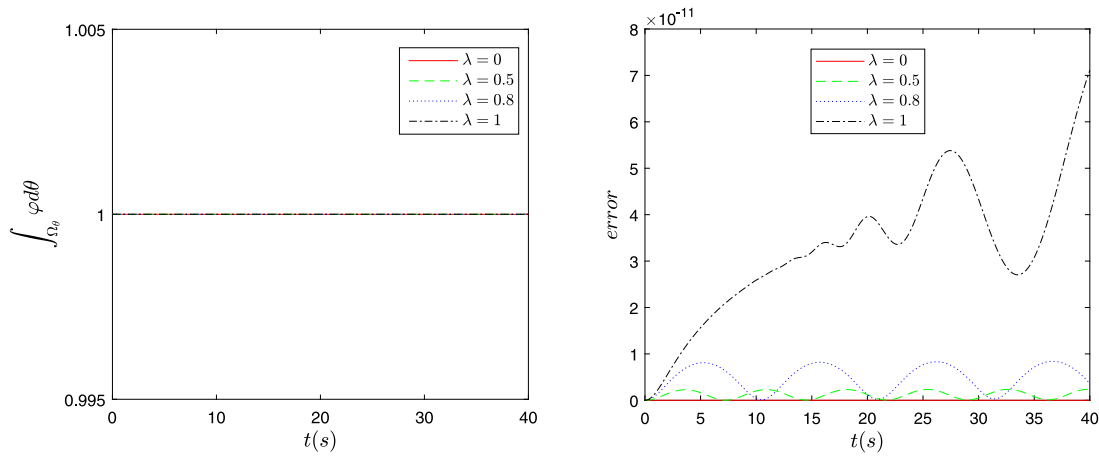 1.005
1
0.995
∫_{Ω_θ} φdθ
0 10 20 30 40
t(s)
λ = 0
λ = 0.5
λ = 0.8
λ = 1
×10⁻¹¹
8
7
6
5
4
3
2
1
0
error
0 5 10 15 20 25 30 35 40
t(s)
λ = 0
λ = 0.5
λ = 0.8
λ = 1